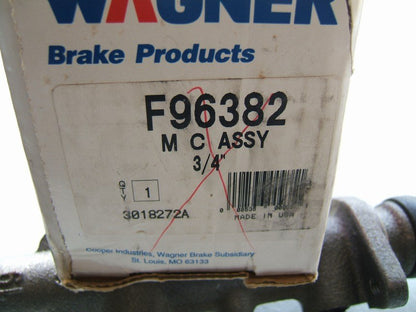 WAGNER
Brake Products
F96382
M C ASSY
3/4"
QTY 1
3018272A
MADE IN USA
Cooper Industries, Wagner Brake Subsidiary
St. Louis, MO 63133